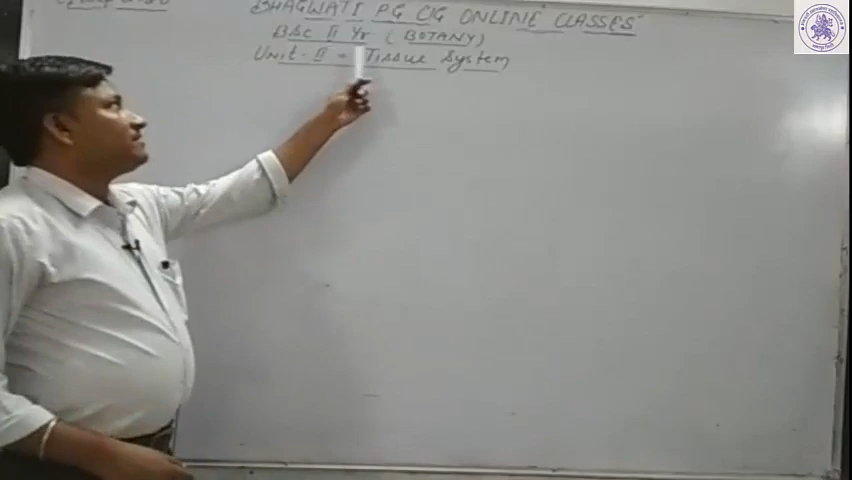 BHAGWATI PG ClG ONLINE CLASSES"
BSC II Yr (BOTANY)
Unit-II → Tissue System